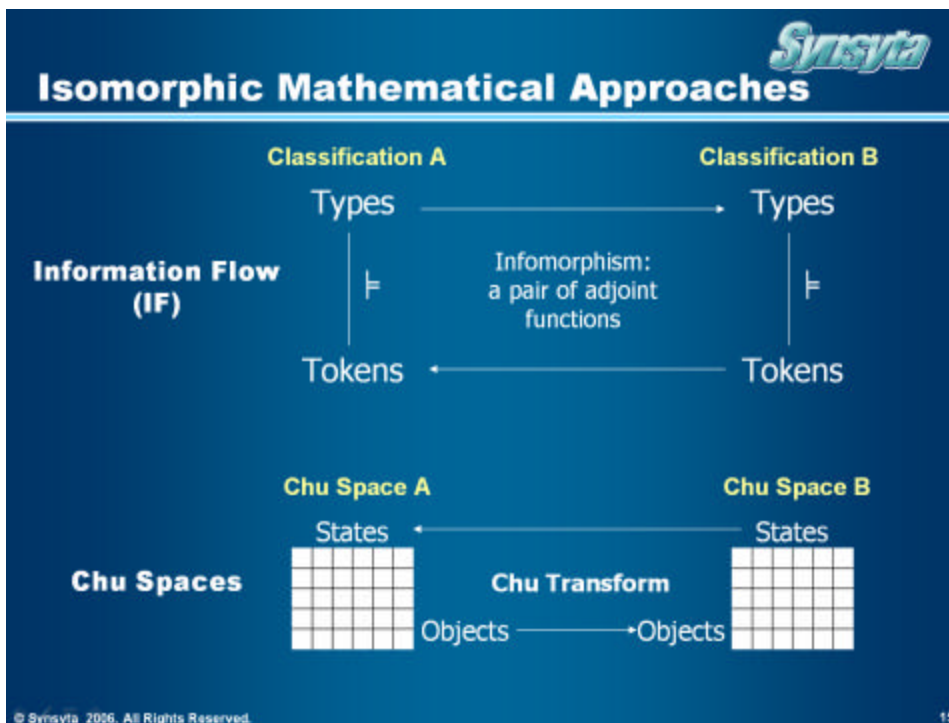 Synsyta
Isomorphic Mathematical Approaches
Classification A
Classification B
Types
Types
Information Flow
(IF)
⊨
Infomorphism:
a pair of adjoint
functions
⊨
Tokens
Tokens
Chu Space A
Chu Space B
States
States
Chu Spaces
Chu Transform
Objects
Objects
© Synsyta 2006. All Rights Reserved.